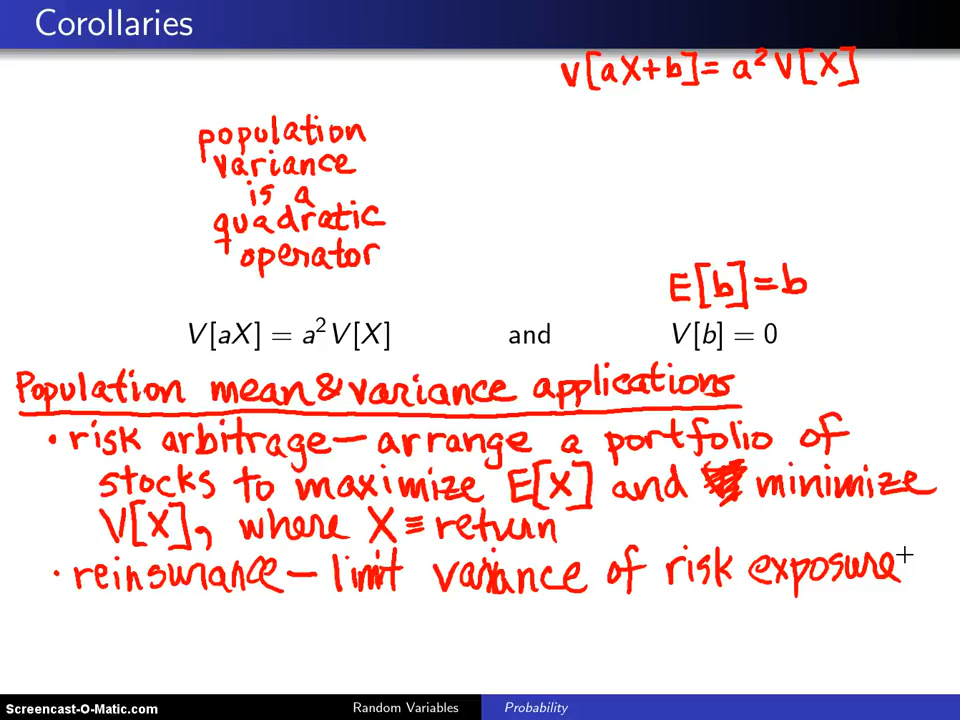 Corollaries
V[aX+b] = a²V[X]
population
variance
is a
quadratic
operator
E[b] = b
V[aX] = a²V[X] and V[b] = 0
Population mean & variance applications
• risk arbitrage – arrange a portfolio of
stocks to maximize E[X] and minimize
V[X], where X ≡ return
• reinsurance – limit variance of risk exposure
Screencast-O-Matic.com Random Variables Probability